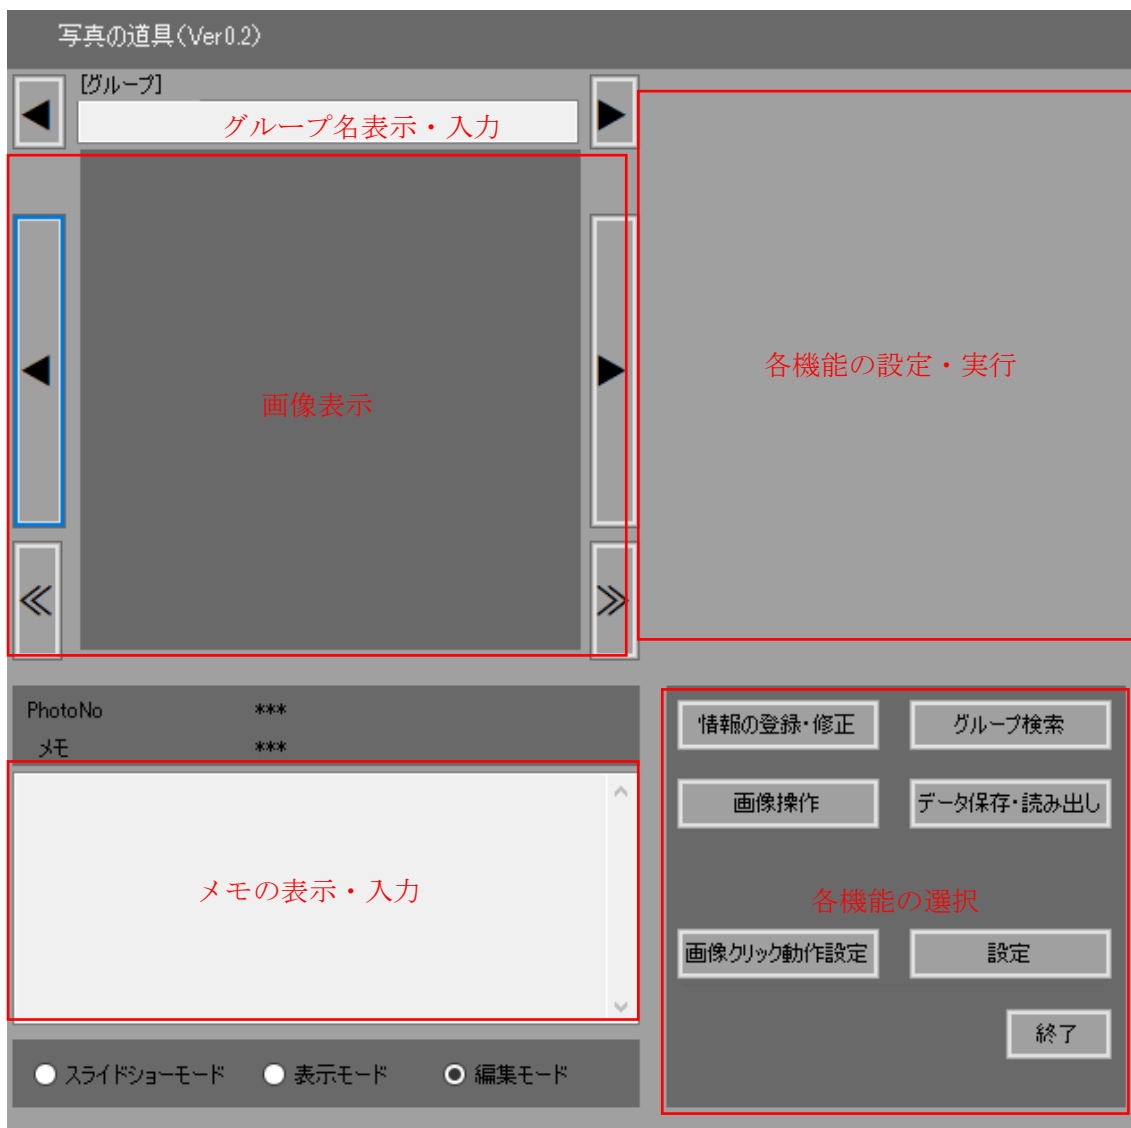 写真の道具(Ver0.2)
[グループ]
◀
グループ名表示・入力
▶
◀
画像表示
▶
各機能の設定・実行
≪
≫
PhotoNo ***
メモ ***
メモの表示・入力
情報の登録・修正
グループ検索
画像操作
データ保存・読み出し
各機能の選択
画像クリック動作設定
設定
終了
スライドショーモード 表示モード 編集モード